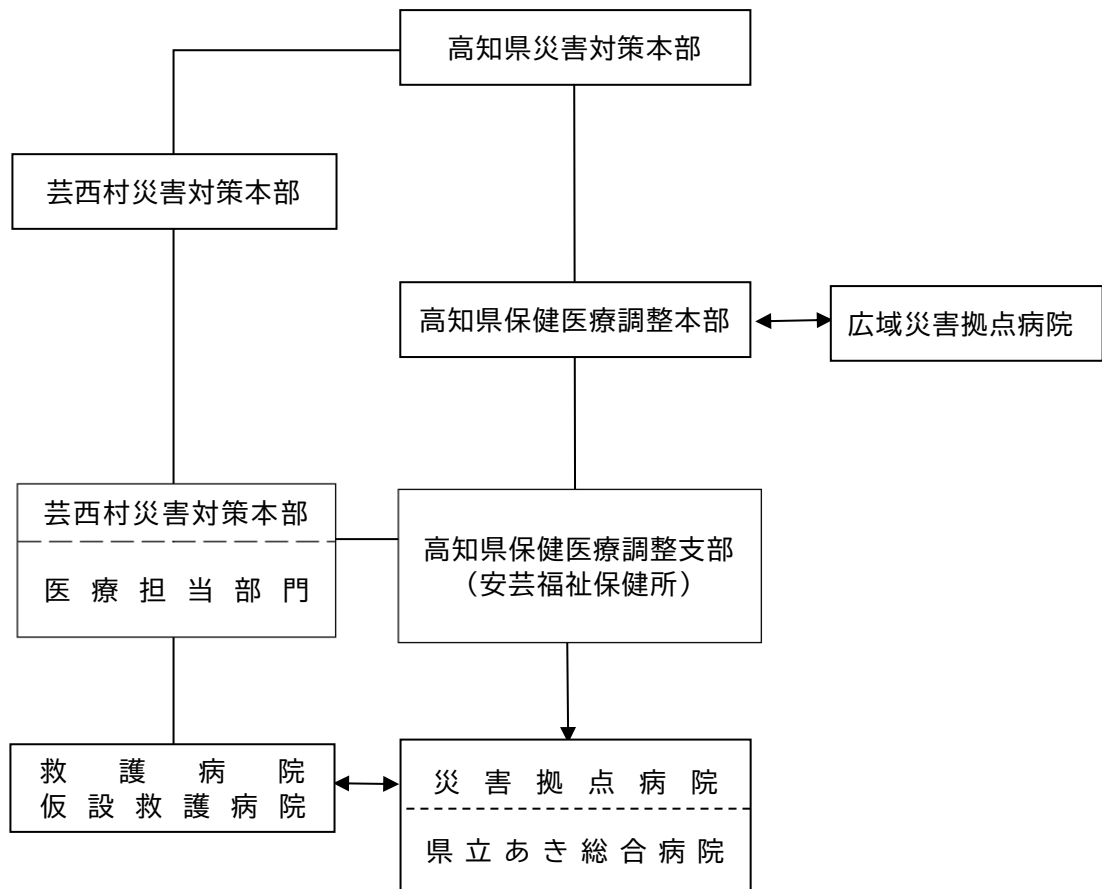 高知県災害対策本部
芸西村災害対策本部
高知県保健医療調整本部
広域災害拠点病院
芸西村災害対策本部
医療担当部門
高知県保健医療調整支部
（安芸福祉保健所）
救護病院
仮設救護病院
災害拠点病院
県立あき総合病院